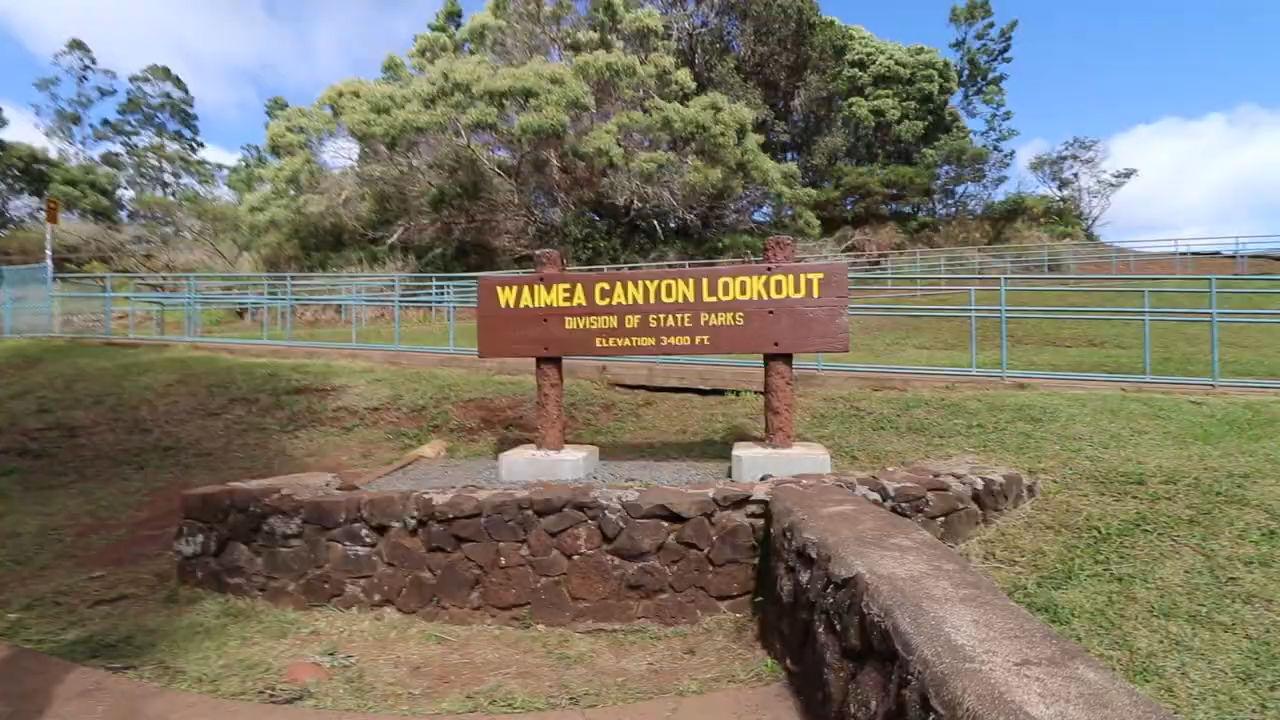 WAIMEA CANYON LOOKOUT
DIVISION OF STATE PARKS
ELEVATION 3400 FT.